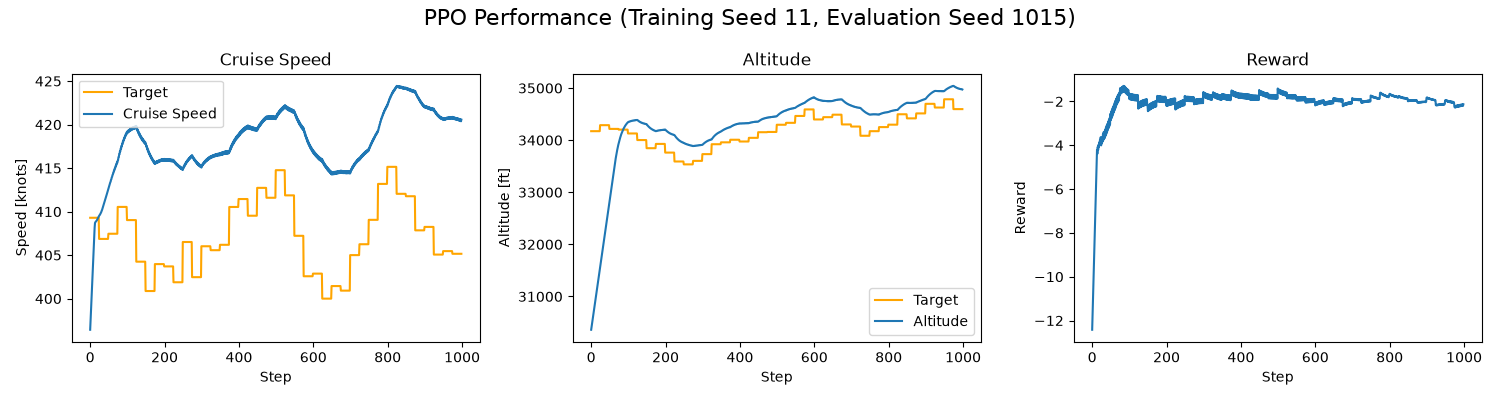 PPO Performance (Training Seed 11, Evaluation Seed 1015)
Cruise Speed
Speed [knots]
425
420
415
410
405
400
Target
Cruise Speed
0 200 400 600 800 1000
Step
Altitude
Altitude [ft]
35000
34000
33000
32000
31000
Target
Altitude
0 200 400 600 800 1000
Step
Reward
Reward
−2
−4
−6
−8
−10
−12
0 200 400 600 800 1000
Step